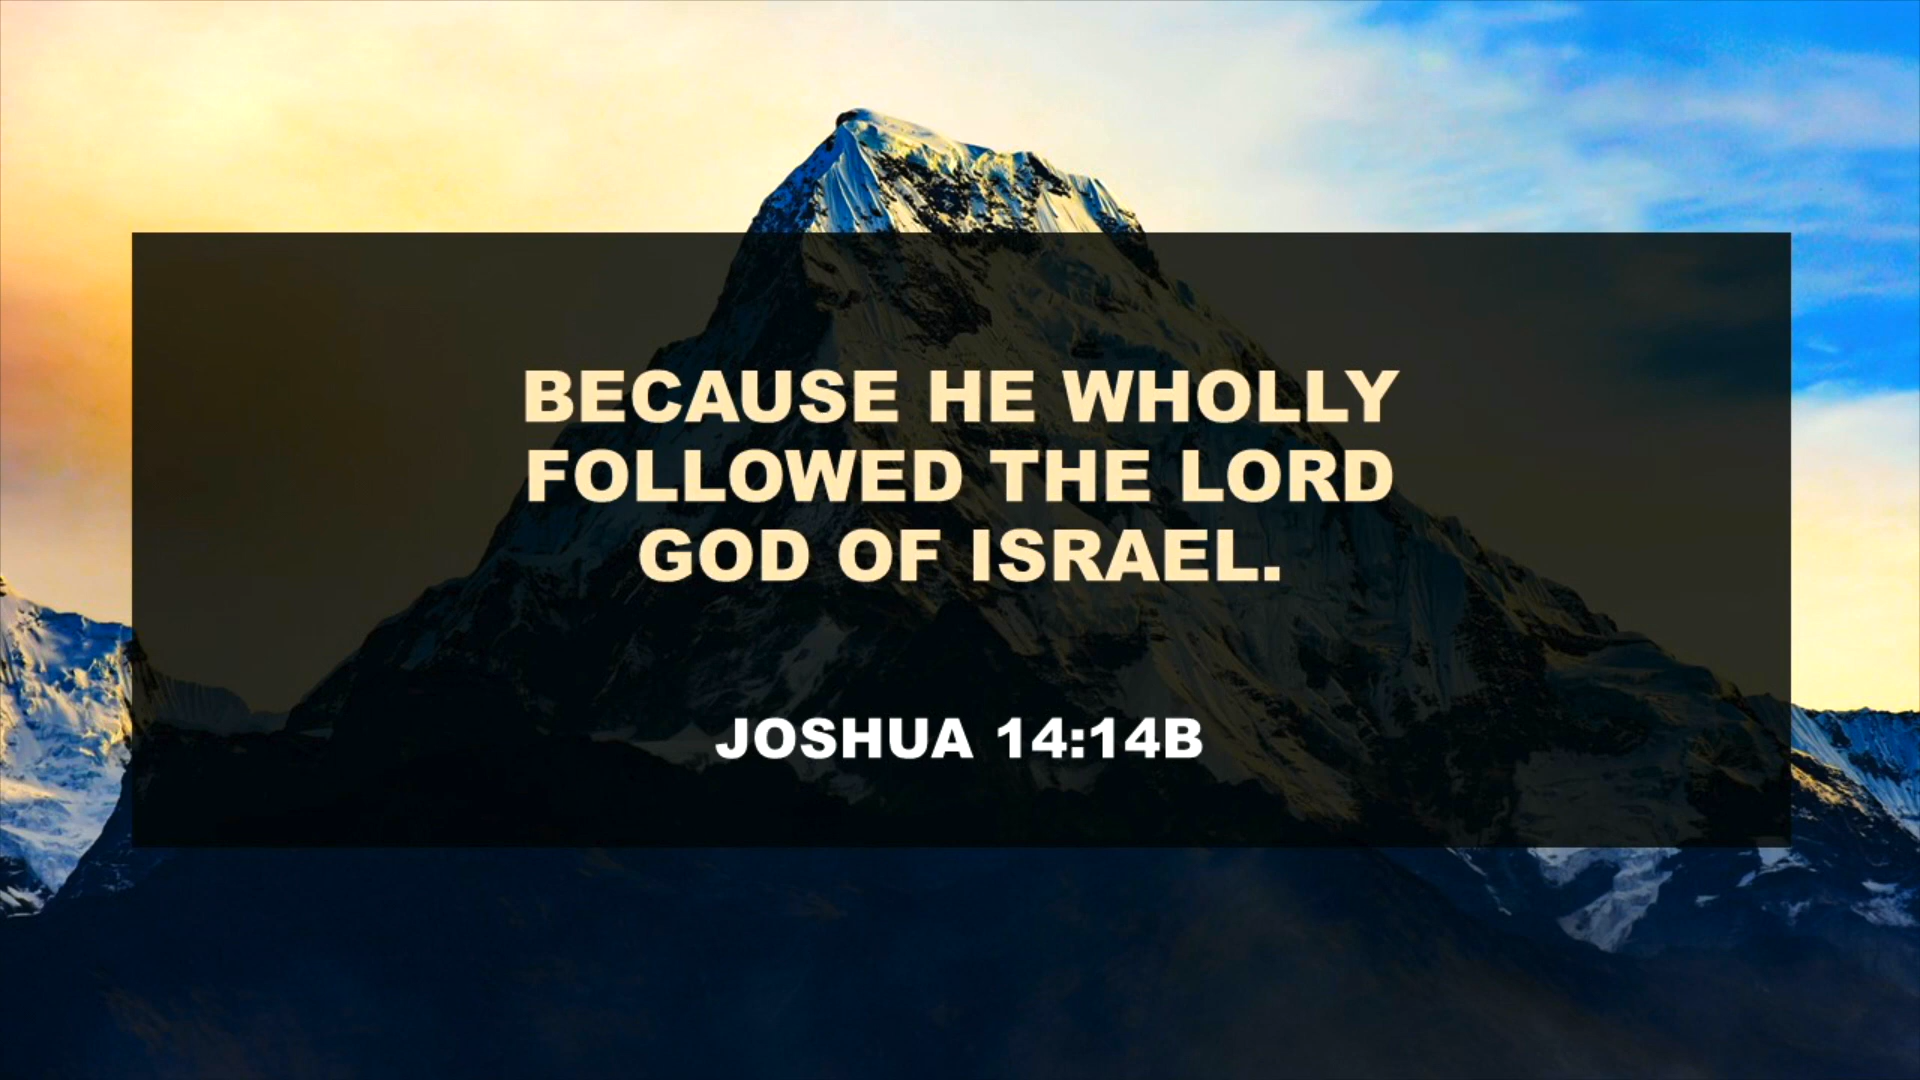 BECAUSE HE WHOLLY
FOLLOWED THE LORD
GOD OF ISRAEL.
JOSHUA 14:14B